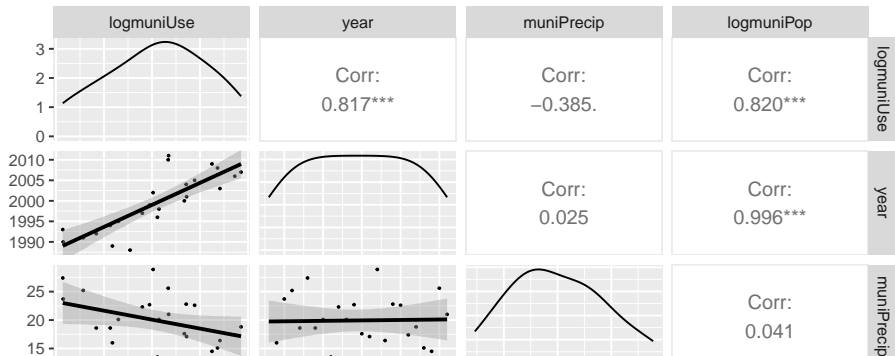 logmuniUse year muniPrecip logmuniPop
3
2
1
0
Corr:
0.817***
Corr:
−0.385.
Corr:
0.820***
logmuniUse
2010
2005
2000
1995
1990
Corr:
0.025
Corr:
0.996***
year
25
20
15
Corr:
0.041
muniPrecip